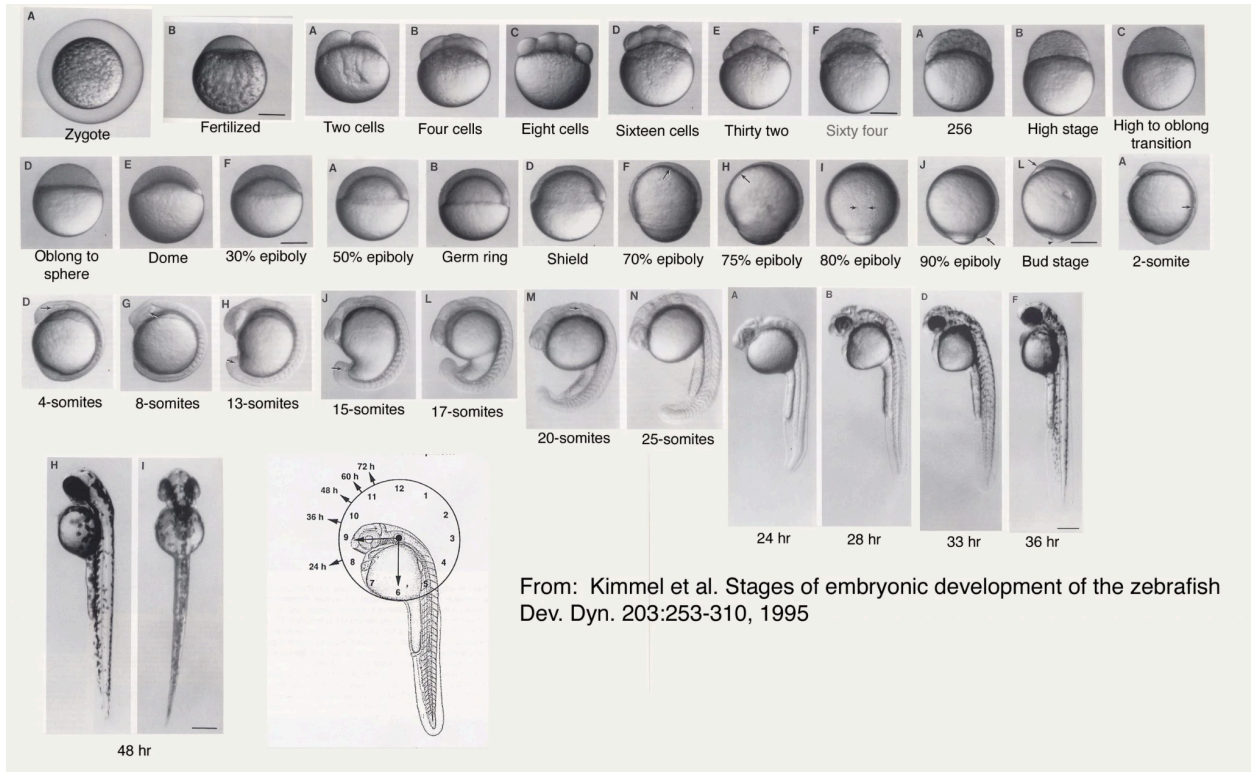 A
B
A
B
C
D
E
F
A
B
C
Zygote
Fertilized
Two cells
Four cells
Eight cells
Sixteen cells
Thirty two
Sixty four
256
High stage
High to oblong
transition
D
E
F
A
B
D
F
H
I
J
L
A
Oblong to
sphere
Dome
30% epiboly
50% epiboly
Germ ring
Shield
70% epiboly
75% epiboly
80% epiboly
90% epiboly
Bud stage
2-somite
D
G
H
J
L
M
N
A
B
D
F
4-somites
8-somites
13-somites
15-somites
17-somites
20-somites
25-somites
24 hr
28 hr
33 hr
36 hr
H
I
48 hr
72 h
60 h
48 h
36 h
24 h
12
1
2
3
4
5
6
7
8
9
10
11
From: Kimmel et al. Stages of embryonic development of the zebrafish
Dev. Dyn. 203:253-310, 1995